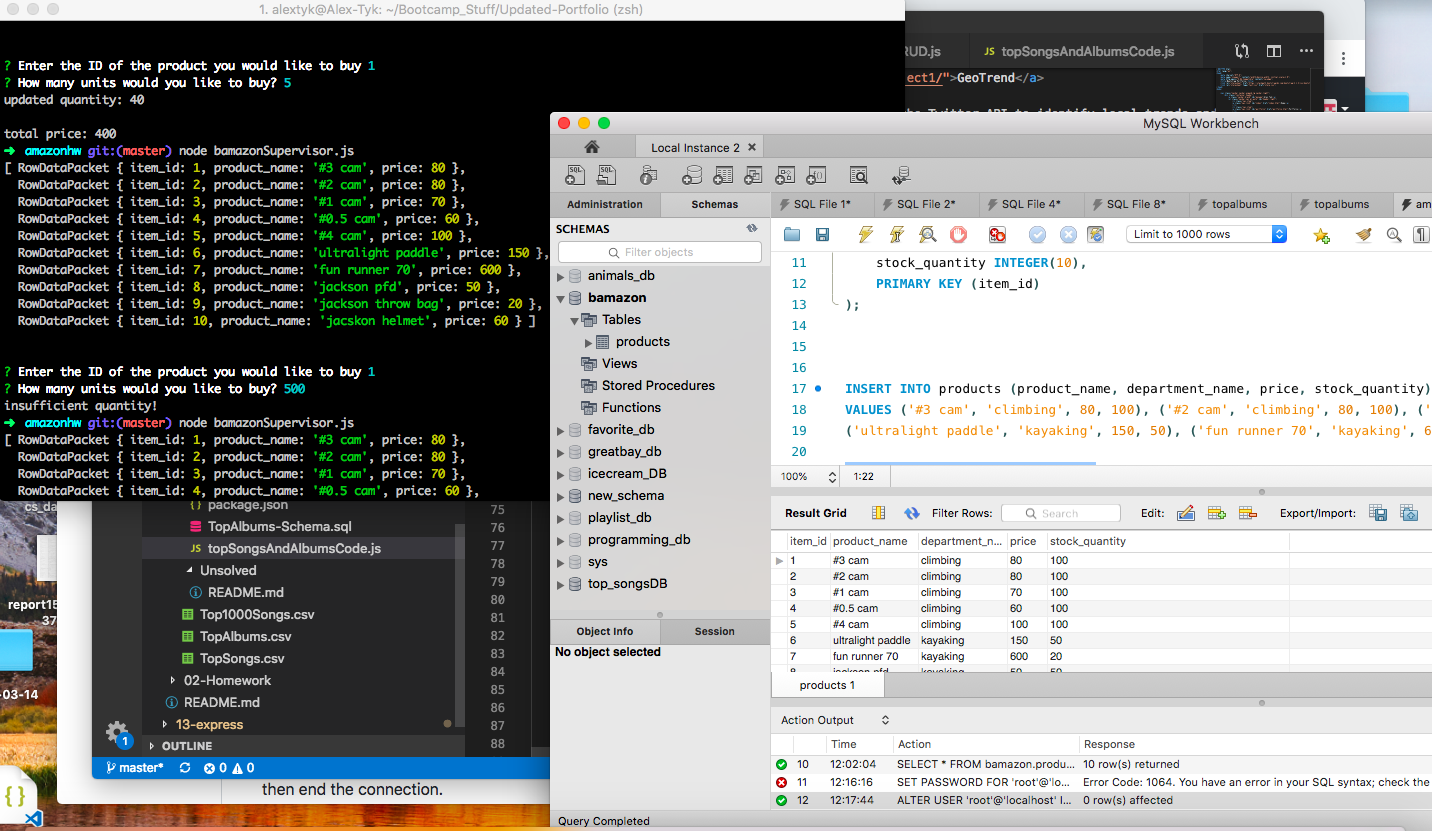 1. alextyk@Alex-Tyk: ~/Bootcamp_Stuff/Updated-Portfolio (zsh)
? Enter the ID of the product you would like to buy 1
? How many units would you like to buy? 5
updated quantity: 40
total price: 400
➜ amazonhw git:(master) node bamazonSupervisor.js
[ RowDataPacket { item_id: 1, product_name: '#3 cam', price: 80 },
RowDataPacket { item_id: 2, product_name: '#2 cam', price: 80 },
RowDataPacket { item_id: 3, product_name: '#1 cam', price: 70 },
RowDataPacket { item_id: 4, product_name: '#0.5 cam', price: 60 },
RowDataPacket { item_id: 5, product_name: '#4 cam', price: 100 },
RowDataPacket { item_id: 6, product_name: 'ultralight paddle', price: 150 },
RowDataPacket { item_id: 7, product_name: 'fun runner 70', price: 600 },
RowDataPacket { item_id: 8, product_name: 'jackson pfd', price: 50 },
RowDataPacket { item_id: 9, product_name: 'jackson throw bag', price: 20 },
RowDataPacket { item_id: 10, product_name: 'jacskon helmet', price: 60 } ]
? Enter the ID of the product you would like to buy 1
? How many units would you like to buy? 500
insufficient quantity!
➜ amazonhw git:(master) node bamazonSupervisor.js
[ RowDataPacket { item_id: 1, product_name: '#3 cam', price: 80 },
RowDataPacket { item_id: 2, product_name: '#2 cam', price: 80 },
RowDataPacket { item_id: 3, product_name: '#1 cam', price: 70 },
RowDataPacket { item_id: 4, product_name: '#0.5 cam', price: 60 },
RUD.js JS topSongsAndAlbumsCode.js
ect1/">GeoTrend</a>
MySQL Workbench
Local Instance 2
Administration Schemas
SCHEMAS
Filter objects
animals_db
bamazon
Tables
products
Views
Stored Procedures
Functions
favorite_db
greatbay_db
icecream_DB
new_schema
playlist_db
programming_db
sys
top_songsDB
Object Info Session
No object selected
SQL File 1* SQL File 2* SQL File 4* SQL File 8* topalbums topalbums am
Limit to 1000 rows
11 stock_quantity INTEGER(10),
12 PRIMARY KEY (item_id)
13 );
14
15
16
17 INSERT INTO products (product_name, department_name, price, stock_quantity)
18 VALUES ('#3 cam', 'climbing', 80, 100), ('#2 cam', 'climbing', 80, 100), ('
19 ('ultralight paddle', 'kayaking', 150, 50), ('fun runner 70', 'kayaking', 6
20
100% 1:22
Result Grid Filter Rows: Search Edit: Export/Import:
item_id product_name department_n... price stock_quantity
1 #3 cam climbing 80 100
2 #2 cam climbing 80 100
3 #1 cam climbing 70 100
4 #0.5 cam climbing 60 100
5 #4 cam climbing 100 100
6 ultralight paddle kayaking 150 50
7 fun runner 70 kayaking 600 20
8 jackson pfd kayaking 50 50
products 1
Action Output
Time Action Response
10 12:02:04 SELECT * FROM bamazon.produ... 10 row(s) returned
11 12:16:16 SET PASSWORD FOR 'root'@'lo... Error Code: 1064. You have an error in your SQL syntax; check the
12 12:17:44 ALTER USER 'root'@'localhost' I... 0 row(s) affected
Query Completed
cs_da
report15
37
-03-14
{ } package.json
TopAlbums-Schema.sql
JS topSongsAndAlbumsCode.js
Unsolved
README.md
Top1000Songs.csv
TopAlbums.csv
TopSongs.csv
02-Homework
README.md
13-express
OUTLINE
1
master* 0 0
75
76
77
78
79
80
81
82
83
84
85
86
87
88
then end the connection.